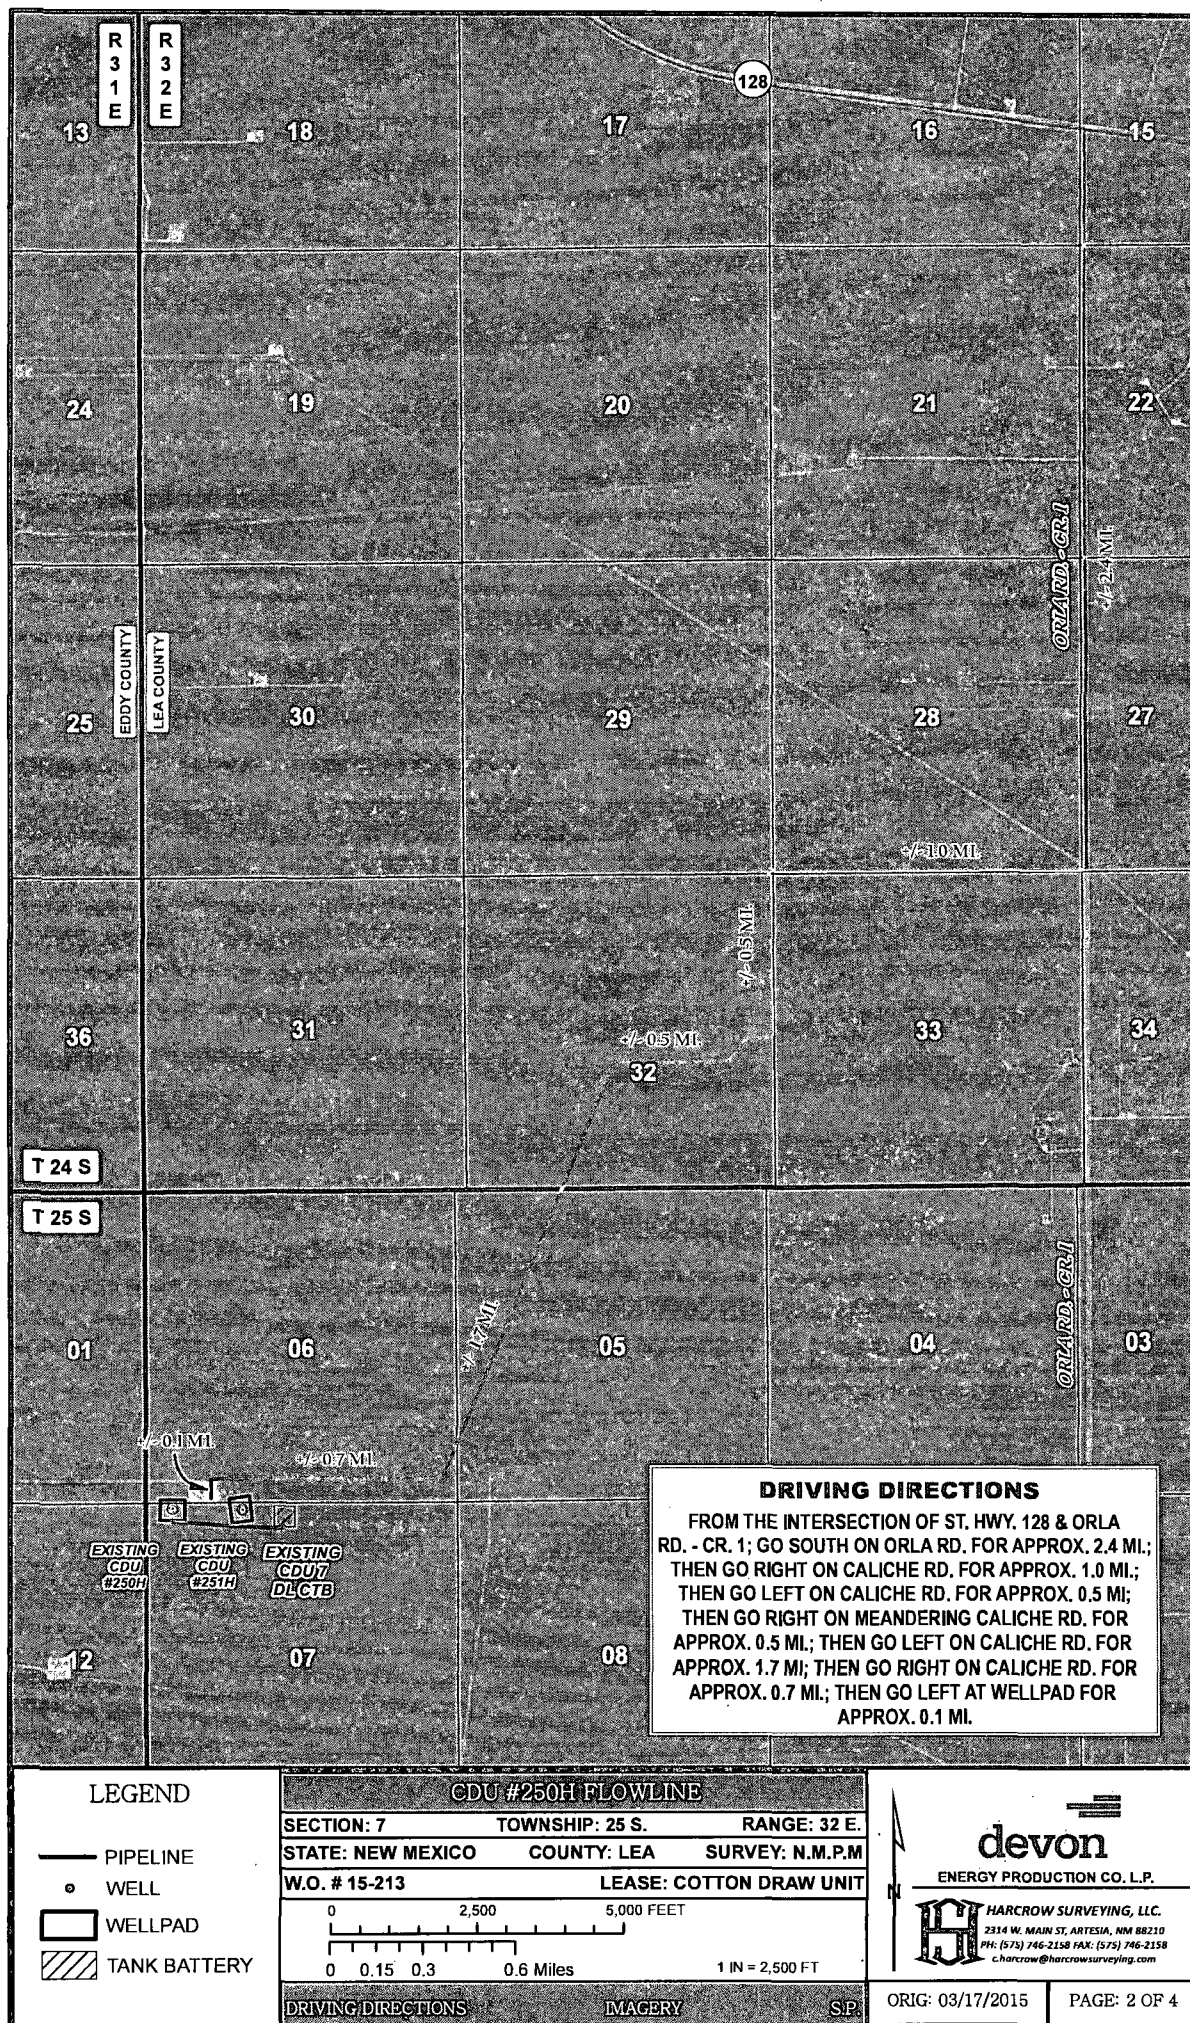 R
3
1
E
R
3
2
E
128
13
18
17
16
15
24
19
20
21
22
ORLA RD. - CR. 1
+/- 2.4 MI.
EDDY COUNTY
LEA COUNTY
25
30
29
28
27
+/- 1.0 MI.
+/- 0.5 MI.
36
31
+/- 0.5 MI.
32
33
34
T 24 S
T 25 S
ORLA RD. - CR. 1
01
06
+/- 1.7 MI.
05
04
03
+/- 0.1 MI.
+/- 0.7 MI.
EXISTING
CDU
#250H
EXISTING
CDU
#251H
EXISTING
CDU 7
DL CTB
12
07
08
DRIVING DIRECTIONS
FROM THE INTERSECTION OF ST. HWY. 128 & ORLA
RD. - CR. 1; GO SOUTH ON ORLA RD. FOR APPROX. 2.4 MI.;
THEN GO RIGHT ON CALICHE RD. FOR APPROX. 1.0 MI.;
THEN GO LEFT ON CALICHE RD. FOR APPROX. 0.5 MI;
THEN GO RIGHT ON MEANDERING CALICHE RD. FOR
APPROX. 0.5 MI.; THEN GO LEFT ON CALICHE RD. FOR
APPROX. 1.7 MI; THEN GO RIGHT ON CALICHE RD. FOR
APPROX. 0.7 MI.; THEN GO LEFT AT WELLPAD FOR
APPROX. 0.1 MI.
LEGEND
PIPELINE
WELL
WELLPAD
TANK BATTERY
CDU #250H FLOWLINE
SECTION: 7 TOWNSHIP: 25 S. RANGE: 32 E.
STATE: NEW MEXICO COUNTY: LEA SURVEY: N.M.P.M
W.O. # 15-213 LEASE: COTTON DRAW UNIT
0 2,500 5,000 FEET
0 0.15 0.3 0.6 Miles 1 IN = 2,500 FT
DRIVING DIRECTIONS IMAGERY S.P.
N
devon
ENERGY PRODUCTION CO. L.P.
HARCROW SURVEYING, LLC.
2314 W. MAIN ST, ARTESIA, NM 88210
PH: (575) 746-2158 FAX: (575) 746-2158
c.harcrow@harcrowsurveying.com
ORIG: 03/17/2015 PAGE: 2 OF 4